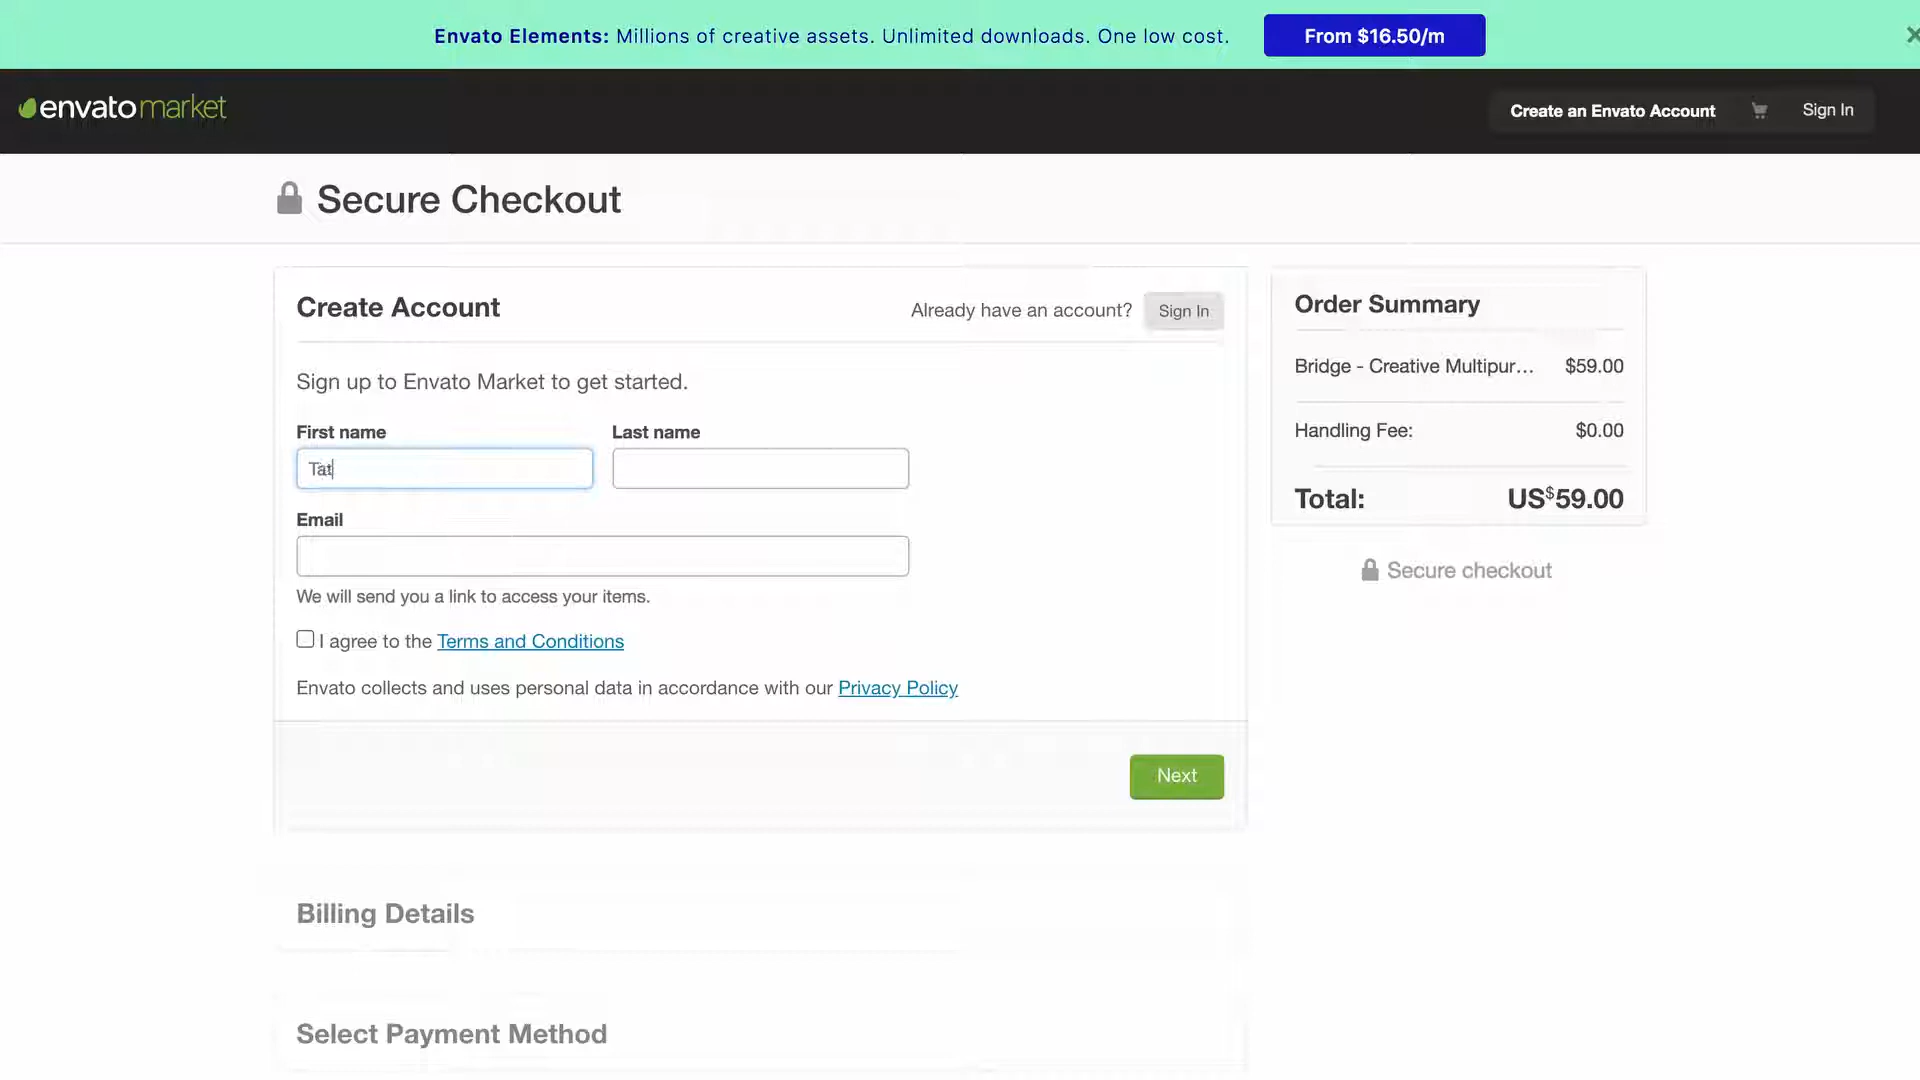 Envato Elements: Millions of creative assets. Unlimited downloads. One low cost. From $16.50/m
envatomarket Create an Envato Account Sign In
Secure Checkout
Create Account Already have an account? Sign In
Sign up to Envato Market to get started.
First name Last name
Tat
Email
We will send you a link to access your items.
I agree to the Terms and Conditions
Envato collects and uses personal data in accordance with our Privacy Policy
Next
Billing Details
Select Payment Method
Order Summary
Bridge - Creative Multipur... $59.00
Handling Fee: $0.00
Total: US$59.00
Secure checkout